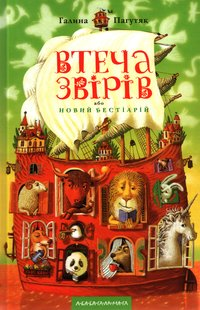 Галина Пагутяк
ВТЕЧА
ЗВІРІВ
або
НОВИЙ БЕСТІАРІЙ
А-БА-БА-ГА-ЛА-МА-ГА